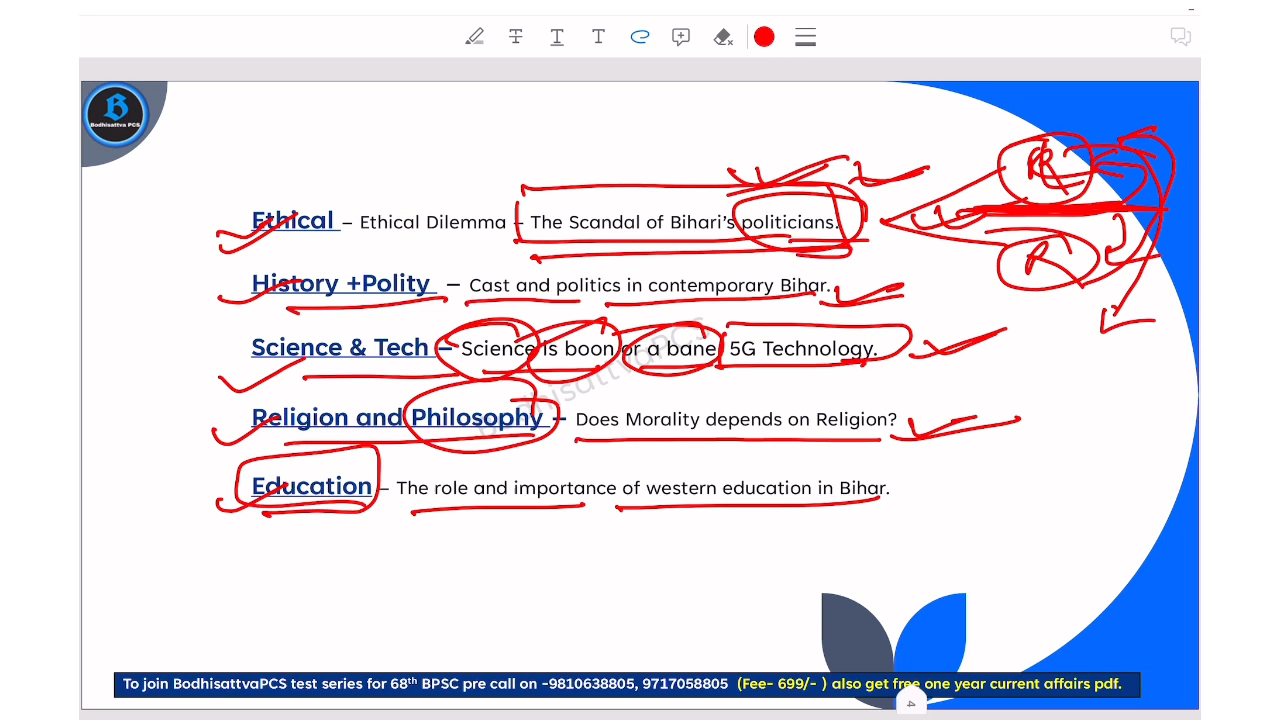 B
Bodhisattva PCS
Ethical – Ethical Dilemma – The Scandal of Bihari's politicians.
History +Polity – Cast and politics in contemporary Bihar.
Science & Tech – Science Is boon or a bane 5G Technology.
Religion and Philosophy – Does Morality depends on Religion?
Education – The role and importance of western education in Bihar.
BodhisattvaPCS
R
To join BodhisattvaPCS test series for 68th BPSC pre call on -9810638805, 9717058805 (Fee- 699/- ) also get free one year current affairs pdf.
4